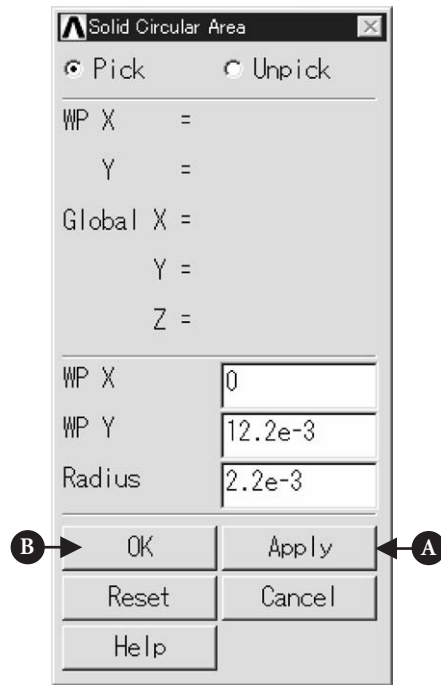 Solid Circular Area
Pick Unpick
WP X =
Y =
Global X =
Y =
Z =
WP X 0
WP Y 12.2e-3
Radius 2.2e-3
B OK Apply A
Reset Cancel
Help